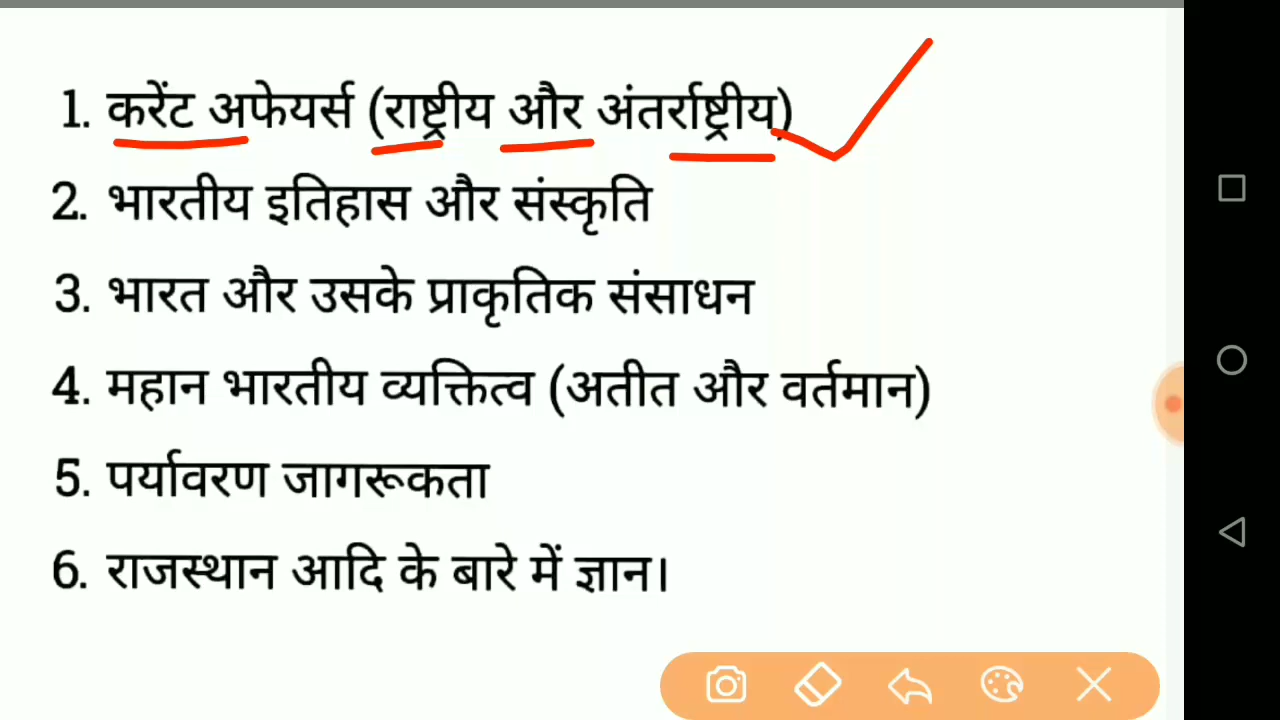 1. करेंट अफेयर्स (राष्ट्रीय और अंतर्राष्ट्रीय)
2. भारतीय इतिहास और संस्कृति
3. भारत और उसके प्राकृतिक संसाधन
4. महान भारतीय व्यक्तित्व (अतीत और वर्तमान)
5. पर्यावरण जागरूकता
6. राजस्थान आदि के बारे में ज्ञान।